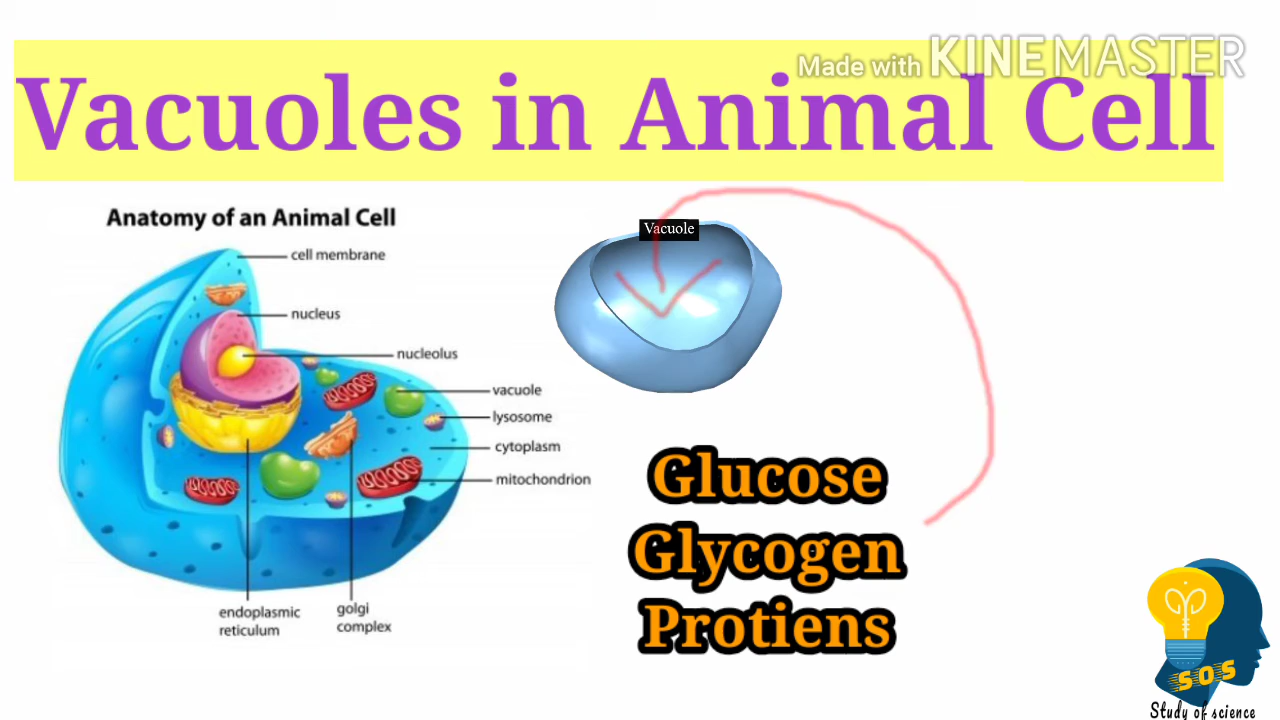 Made with KINEMASTER
Vacuoles in Animal Cell
Anatomy of an Animal Cell
cell membrane
nucleus
nucleolus
vacuole
lysosome
cytoplasm
mitochondrion
endoplasmic
reticulum
golgi
complex
Vacuole
Glucose
Glycogen
Protiens
SOS
Study of science